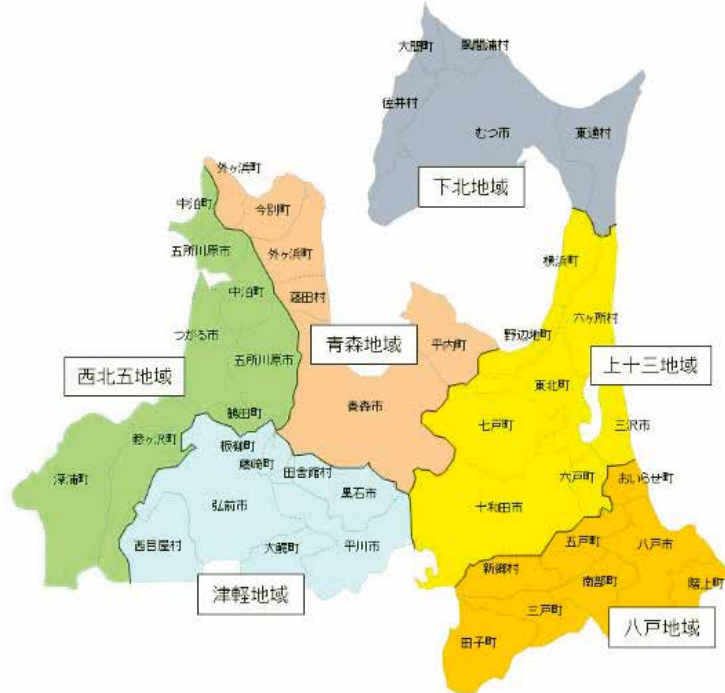 大間町
風間浦村
佐井村
むつ市
東通村
下北地域
外ヶ浜町
中泊町
今別町
五所川原市
外ヶ浜町
横浜町
中泊町
蓬田村
六ヶ所村
つがる市
野辺地町
平内町
青森地域
五所川原市
西北五地域
上十三地域
東北町
青森市
鶴田町
七戸町
三沢市
鰺ヶ沢町
板柳町
藤崎町
田舎館村
六戸町
おいらせ町
深浦町
黒石市
弘前市
十和田市
五戸町
八戸市
西目屋村
大鰐町
平川市
新郷村
南部町
階上町
津軽地域
三戸町
八戸地域
田子町